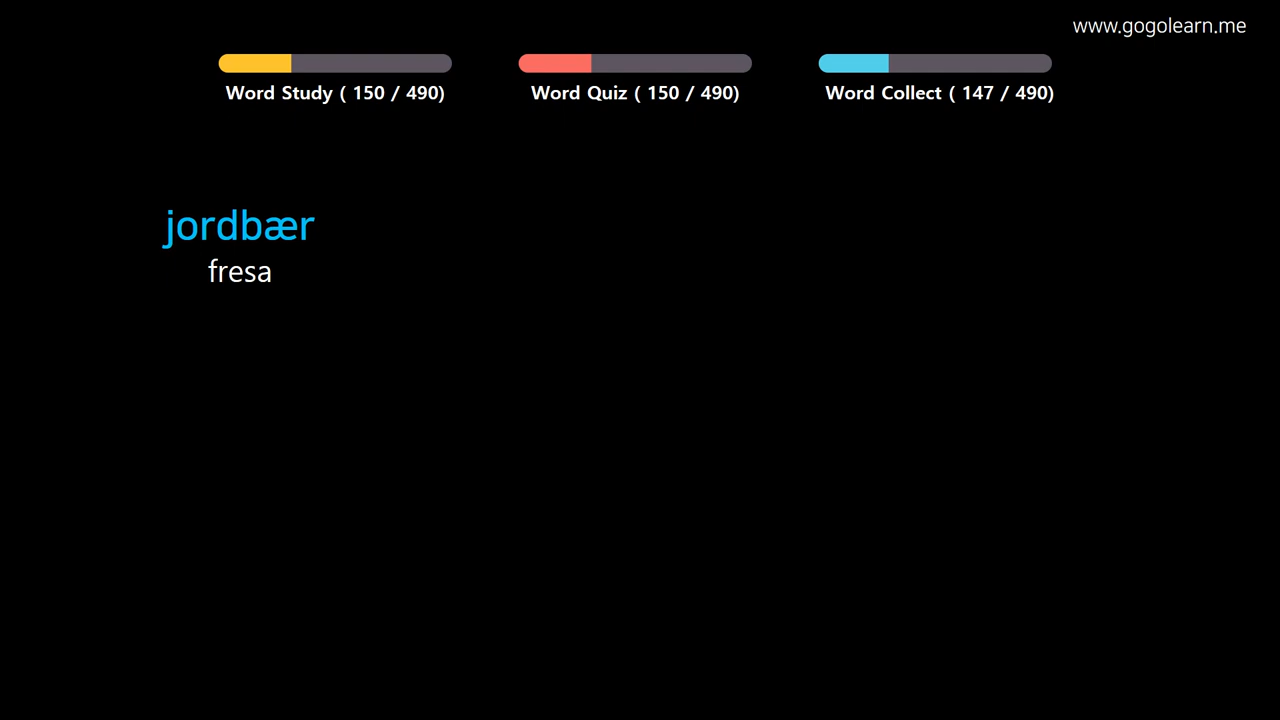 www.gogolearn.me
Word Study ( 150 / 490)
Word Quiz ( 150 / 490)
Word Collect ( 147 / 490)
jordbær
fresa